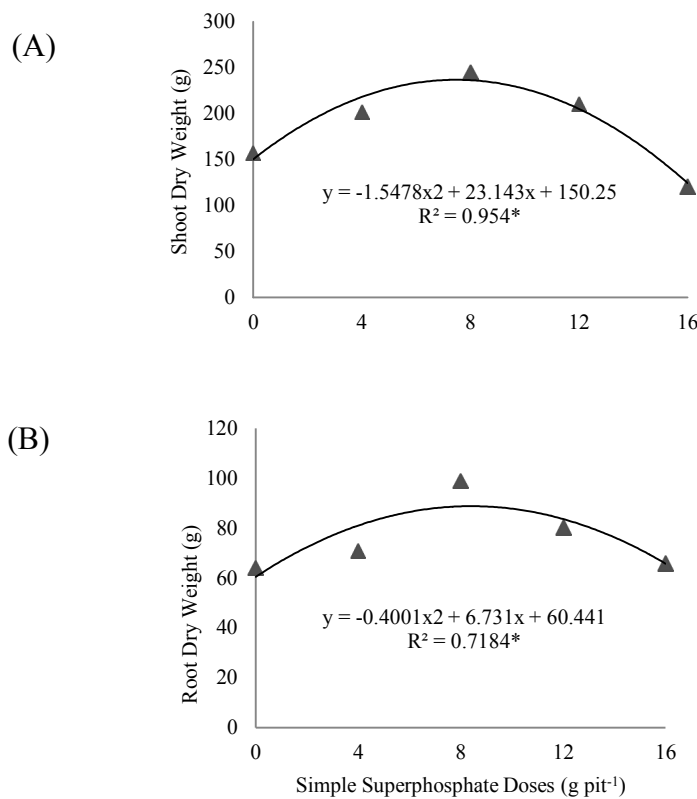 (A)
300
250
200
150
100
50
0
Shoot Dry Weight (g)
y = -1.5478x2 + 23.143x + 150.25
R² = 0.954*
0 4 8 12 16
(B)
120
100
80
60
40
20
0
Root Dry Weight (g)
y = -0.4001x2 + 6.731x + 60.441
R² = 0.7184*
0 4 8 12 16
Simple Superphosphate Doses (g pit⁻¹)